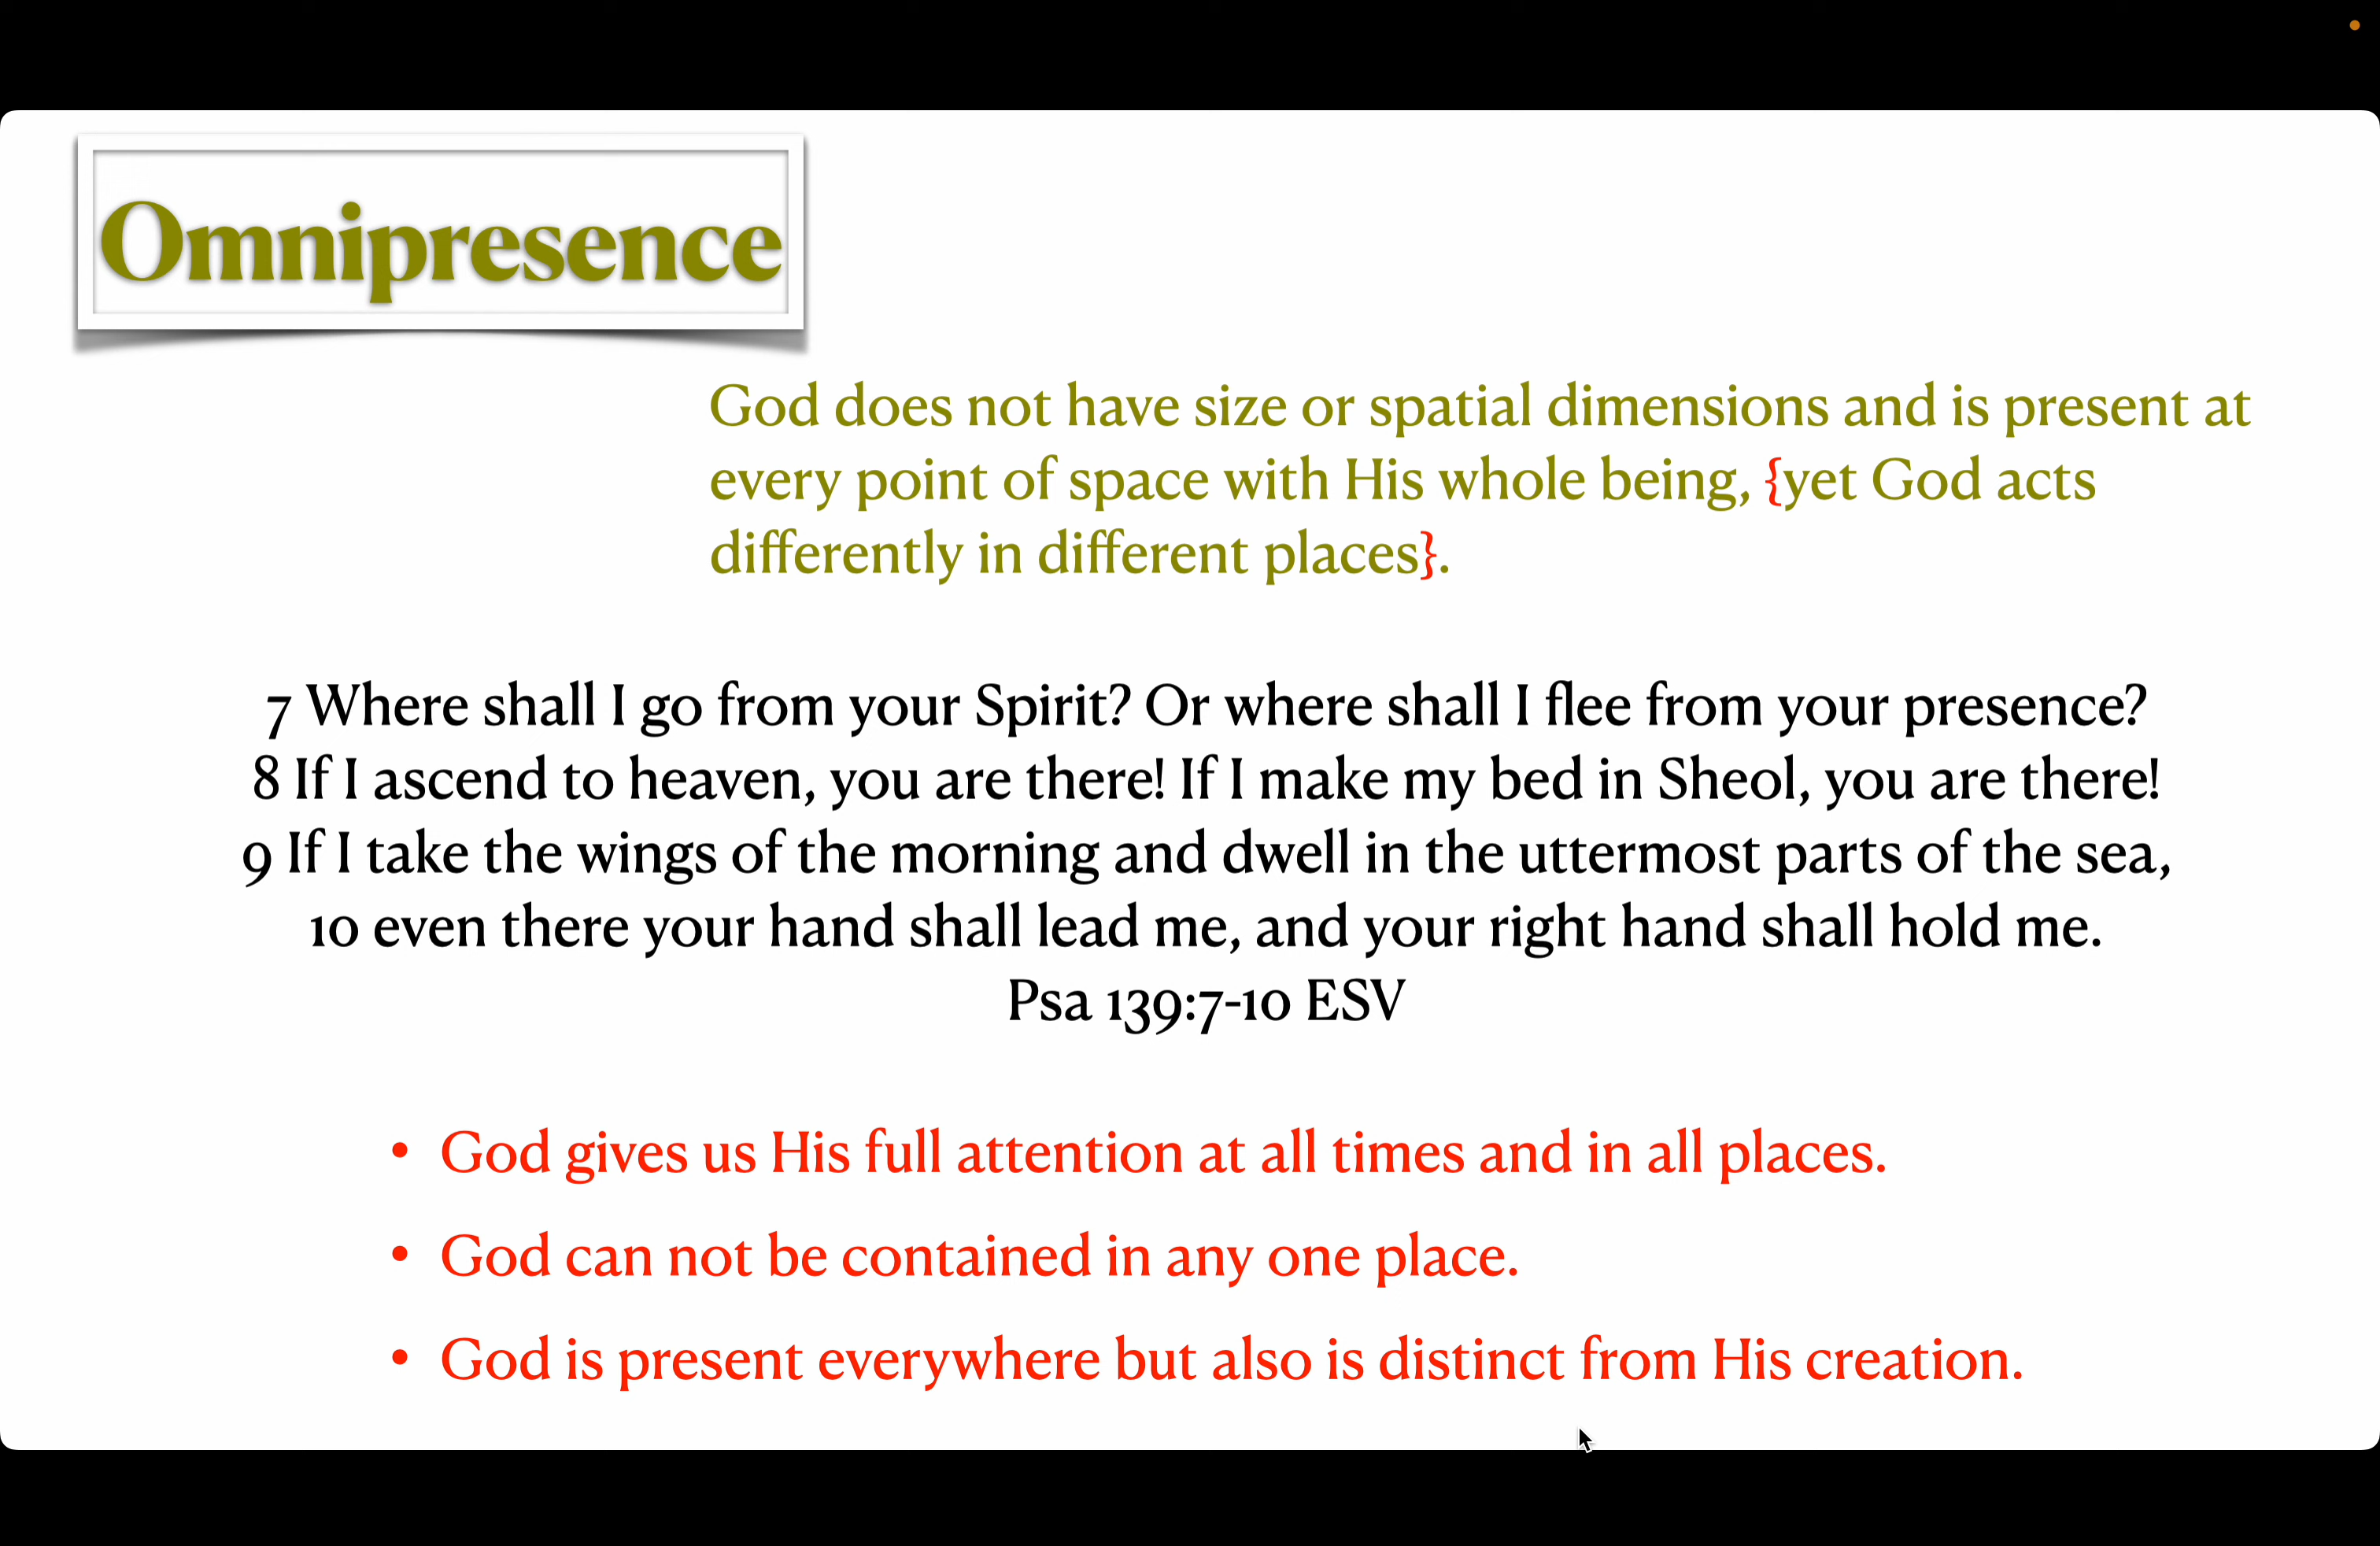 Omnipresence
God does not have size or spatial dimensions and is present at
every point of space with His whole being, {yet God acts
differently in different places}.
7 Where shall I go from your Spirit? Or where shall I flee from your presence?
8 If I ascend to heaven, you are there! If I make my bed in Sheol, you are there!
9 If I take the wings of the morning and dwell in the uttermost parts of the sea,
10 even there your hand shall lead me, and your right hand shall hold me.
Psa 139:7-10 ESV
• God gives us His full attention at all times and in all places.
• God can not be contained in any one place.
• God is present everywhere but also is distinct from His creation.